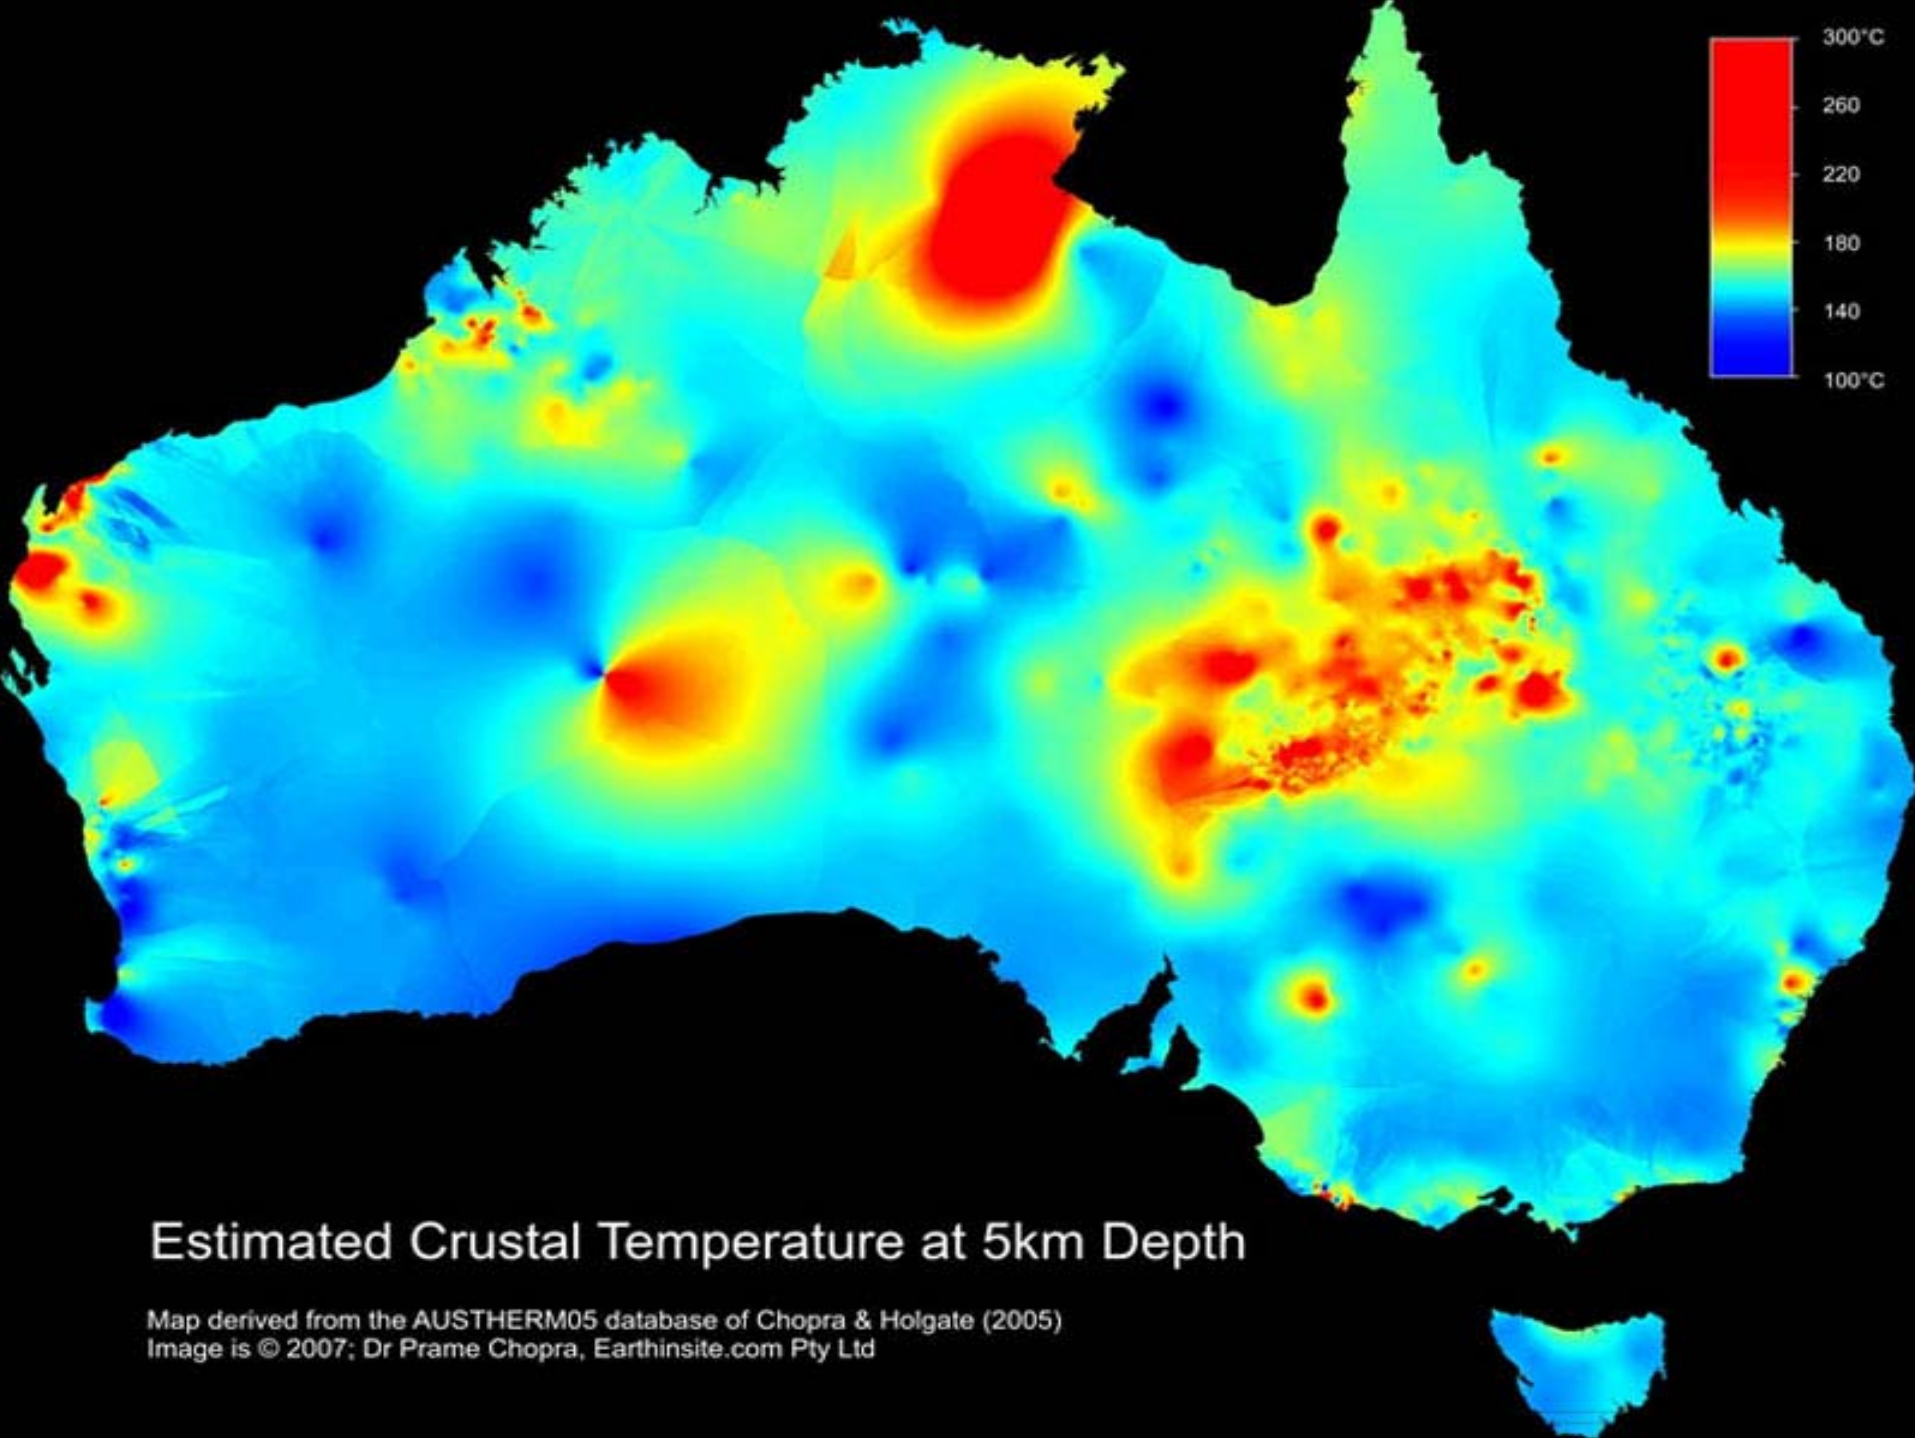 300°C
260
220
180
140
100°C
Estimated Crustal Temperature at 5km Depth
Map derived from the AUSTHERM05 database of Chopra & Holgate (2005)
Image is © 2007; Dr Prame Chopra, Earthinsite.com Pty Ltd